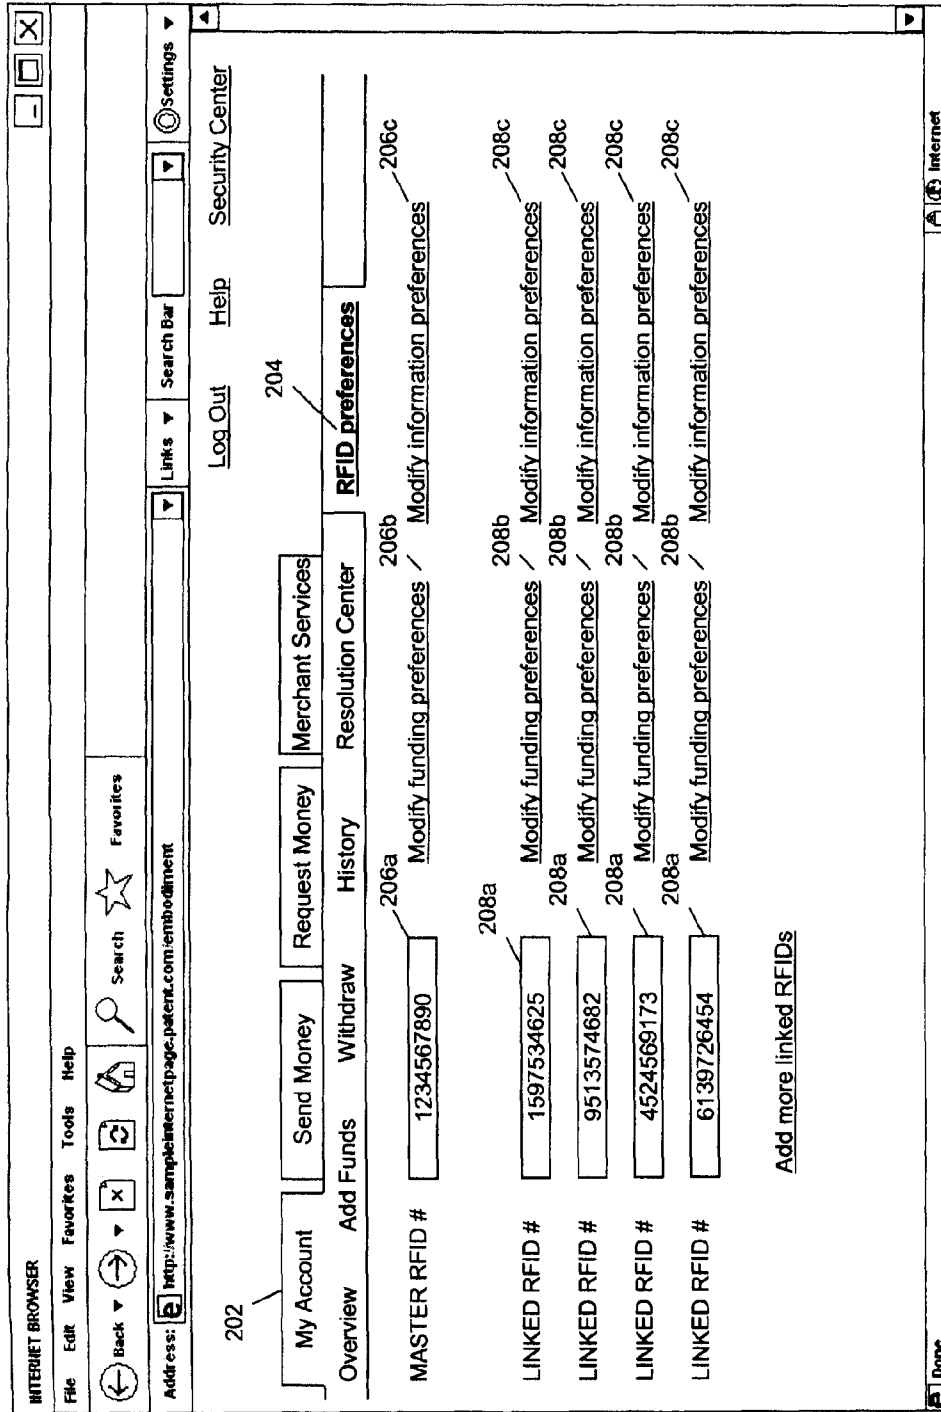 INTERNET BROWSER
File Edit View Favorites Tools Help
Back Search Favorites
Address: http://www.sampleinternetpage.patent.com/embodiment Links Search Bar Settings
Log Out Help Security Center
202
204
My Account Send Money Request Money Merchant Services
Overview Add Funds Withdraw History Resolution Center RFID preferences
206a 206b 206c
MASTER RFID # 1234567890 Modify funding preferences Modify information preferences
208a 208b 208c
LINKED RFID # 1597534625 Modify funding preferences Modify information preferences
208a 208b 208c
LINKED RFID # 9513574682 Modify funding preferences Modify information preferences
208a 208b 208c
LINKED RFID # 4524569173 Modify funding preferences Modify information preferences
208a 208b 208c
LINKED RFID # 6139726454 Modify funding preferences Modify information preferences
Add more linked RFIDs
Done Internet